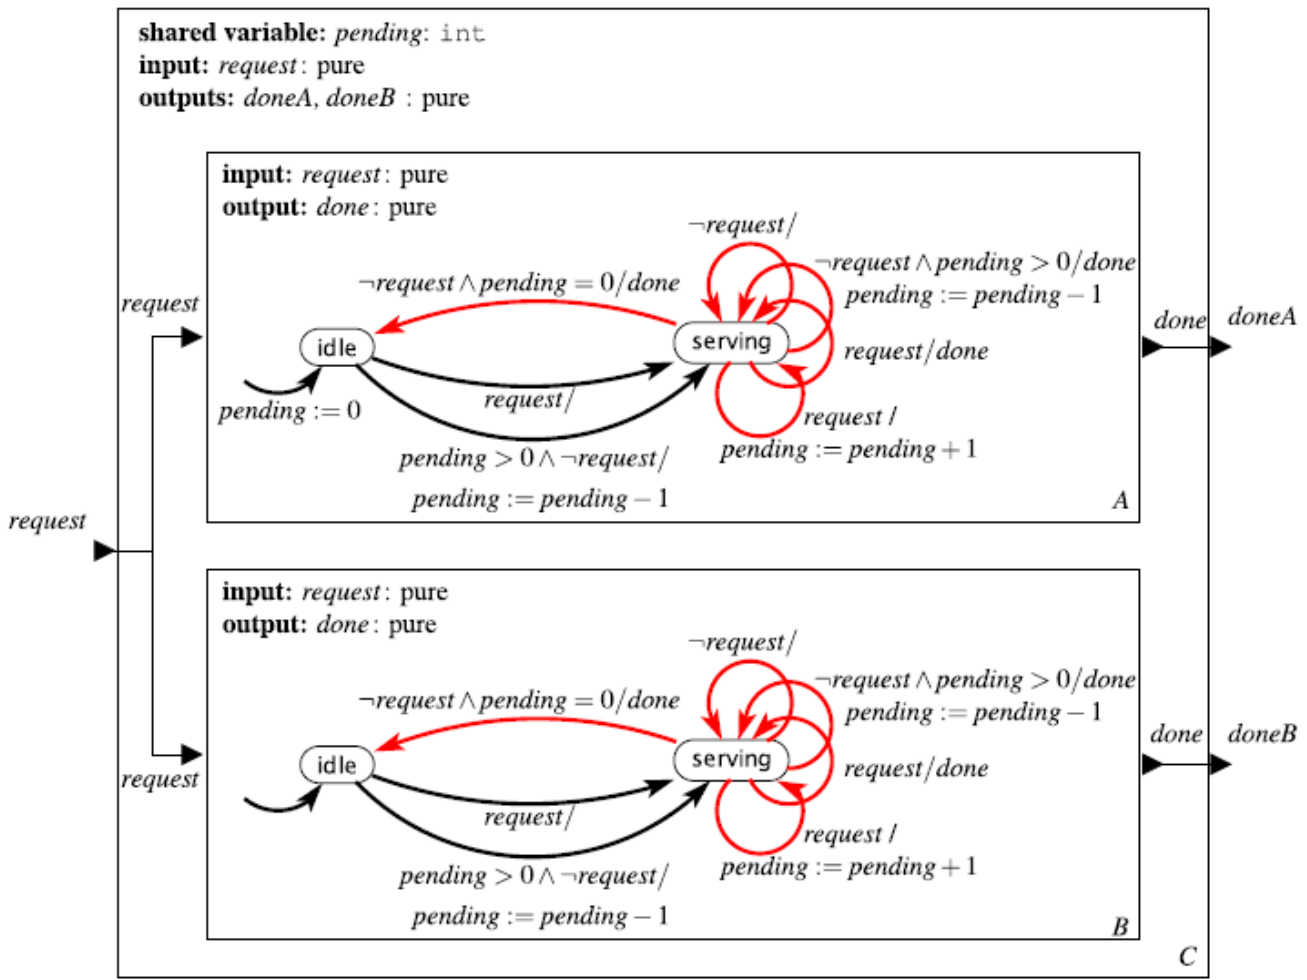 shared variable: pending: int
input: request: pure
outputs: doneA, doneB : pure
input: request: pure
output: done: pure
¬request/
¬request ∧ pending > 0/done
pending := pending − 1
¬request ∧ pending = 0/done
request
done
doneA
idle
serving
request/done
pending := 0
request/
request /
pending := pending + 1
pending > 0 ∧ ¬request/
pending := pending − 1
A
request
input: request: pure
output: done: pure
¬request/
¬request ∧ pending > 0/done
pending := pending − 1
¬request ∧ pending = 0/done
done
doneB
idle
serving
request/done
request
request/
request /
pending := pending + 1
pending > 0 ∧ ¬request/
pending := pending − 1
B
C